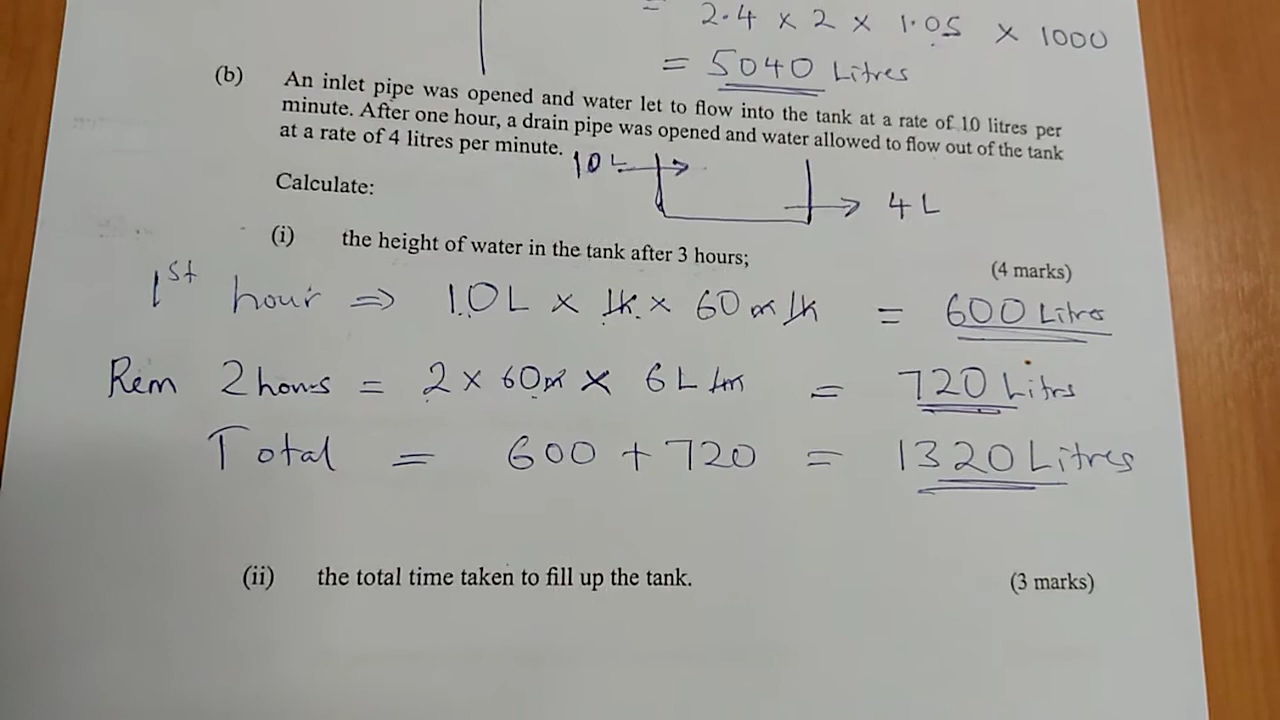 = 2.4 x 2 x 1.05 x 1000
= 5040 Litres
(b) An inlet pipe was opened and water let to flow into the tank at a rate of 10 litres per
minute. After one hour, a drain pipe was opened and water allowed to flow out of the tank
at a rate of 4 litres per minute.
10 L 4 L
Calculate:
(i) the height of water in the tank after 3 hours;
(4 marks)
1st hour ⇒ 10L x 1h x 60 m/h = 600 Litres
Rem 2 hours = 2 x 60m x 6L/m = 720 Litrs
Total = 600 + 720 = 1320 Litres
(ii) the total time taken to fill up the tank. (3 marks)